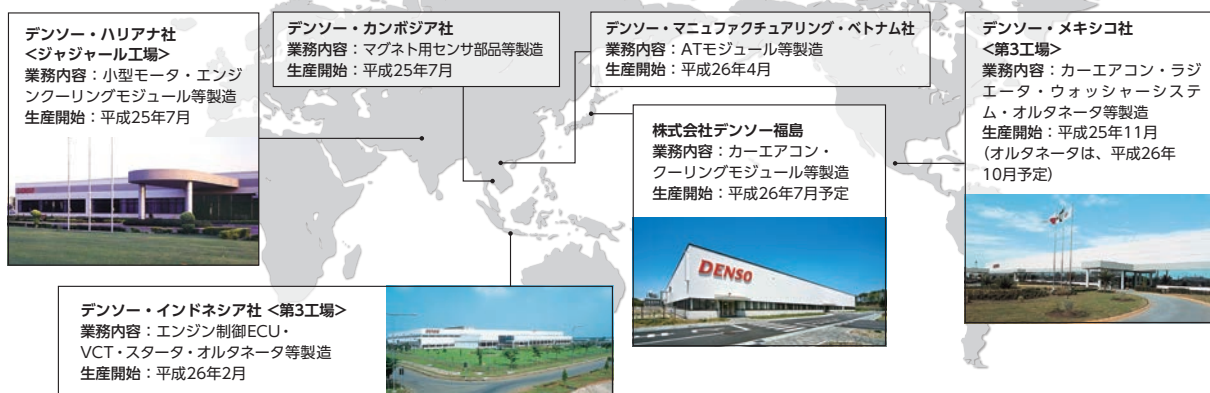 デンソー・ハリアナ社
<ジャジャール工場>
業務内容：小型モータ・エンジ
ンクーリングモジュール等製造
生産開始：平成25年7月
DENSO
デンソー・カンボジア社
業務内容：マグネト用センサ部品等製造
生産開始：平成25年7月
デンソー・マニュファクチュアリング・ベトナム社
業務内容：ATモジュール等製造
生産開始：平成26年4月
株式会社デンソー福島
業務内容：カーエアコン・
クーリングモジュール等製造
生産開始：平成26年7月予定
DENSO
デンソー・メキシコ社
<第3工場>
業務内容：カーエアコン・ラジ
エータ・ウォッシャーシステ
ム・オルタネータ等製造
生産開始：平成25年11月
（オルタネータは、平成26年
10月予定）
デンソー・インドネシア社 <第3工場>
業務内容：エンジン制御ECU・
VCT・スタータ・オルタネータ等製造
生産開始：平成26年2月
DENSO